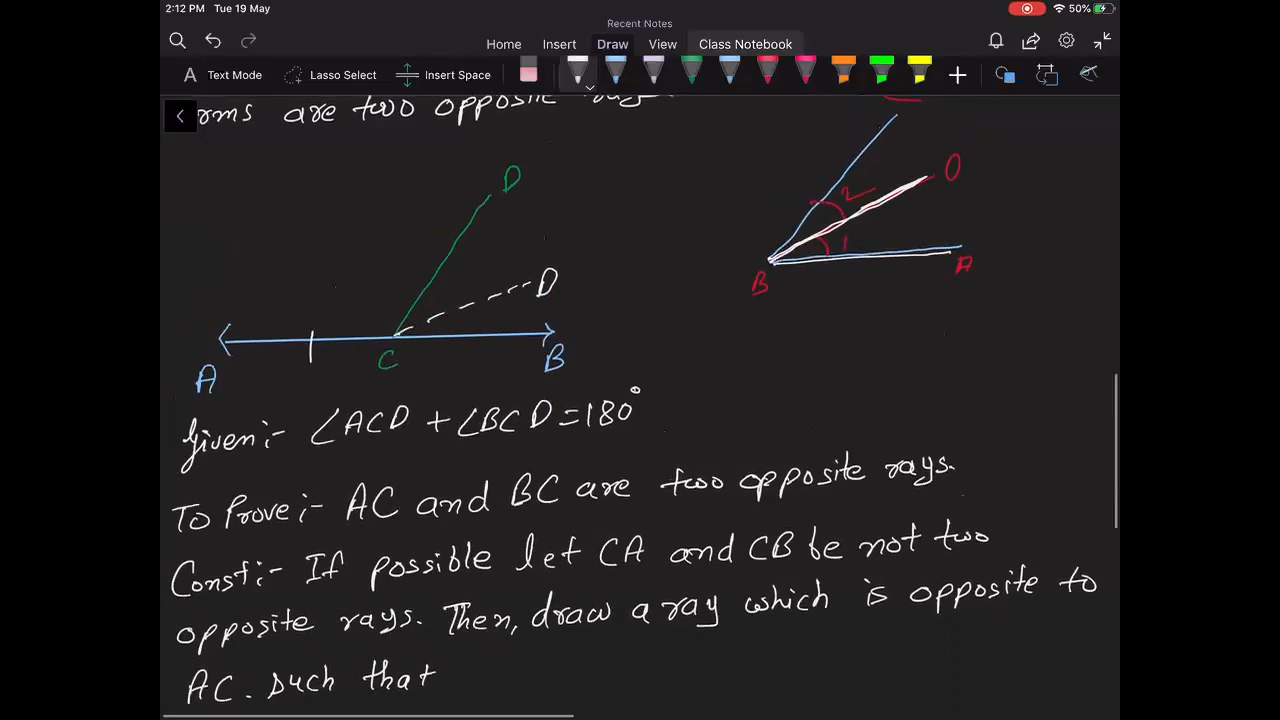 2:12 PM Tue 19 May
50%
Recent Notes
Home Insert Draw View Class Notebook
Text Mode Lasso Select Insert Space
rms are two opposite
D
D
A
C
B
2
O
1
B
A
Given:- ∠ACD + ∠BCD = 180°
To Prove:- AC and BC are two opposite rays.
Const:- If possible let CA and CB be not two
opposite rays. Then, draw a ray which is opposite to
AC. such that